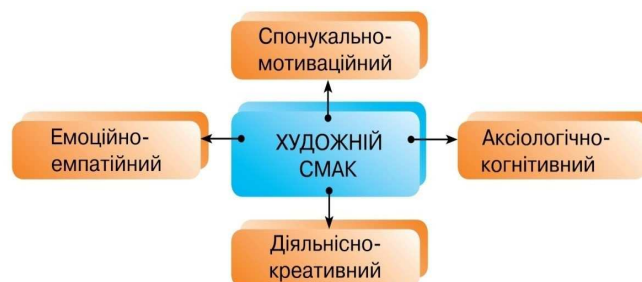 Спонукально-
мотиваційний
Емоційно-
емпатійний
ХУДОЖНІЙ
СМАК
Аксіологічно-
когнітивний
Діяльнісно-
креативний